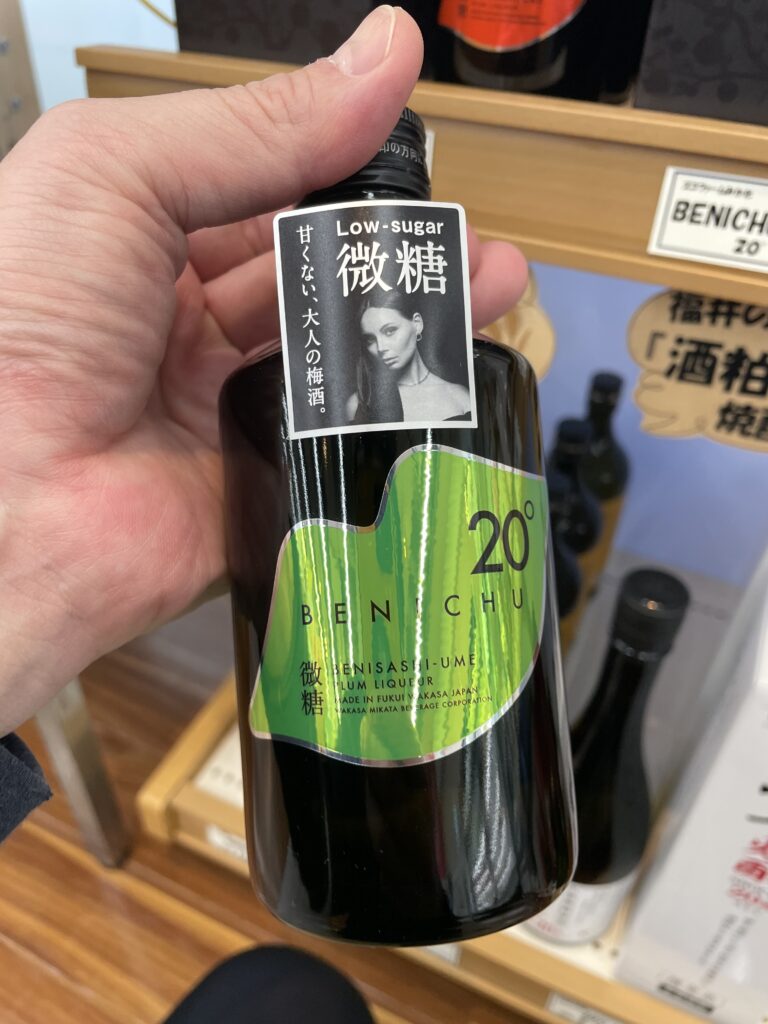 Low-sugar
微糖
甘くない、大人の梅酒。
20°
BENICHU
微糖
BENISASHI-UME
PLUM LIQUEUR
MADE IN FUKUI WAKASA JAPAN
WAKASA MIKATA BEVERAGE CORPORATION
BENICHU
20
福井の
「酒粕
焼酎